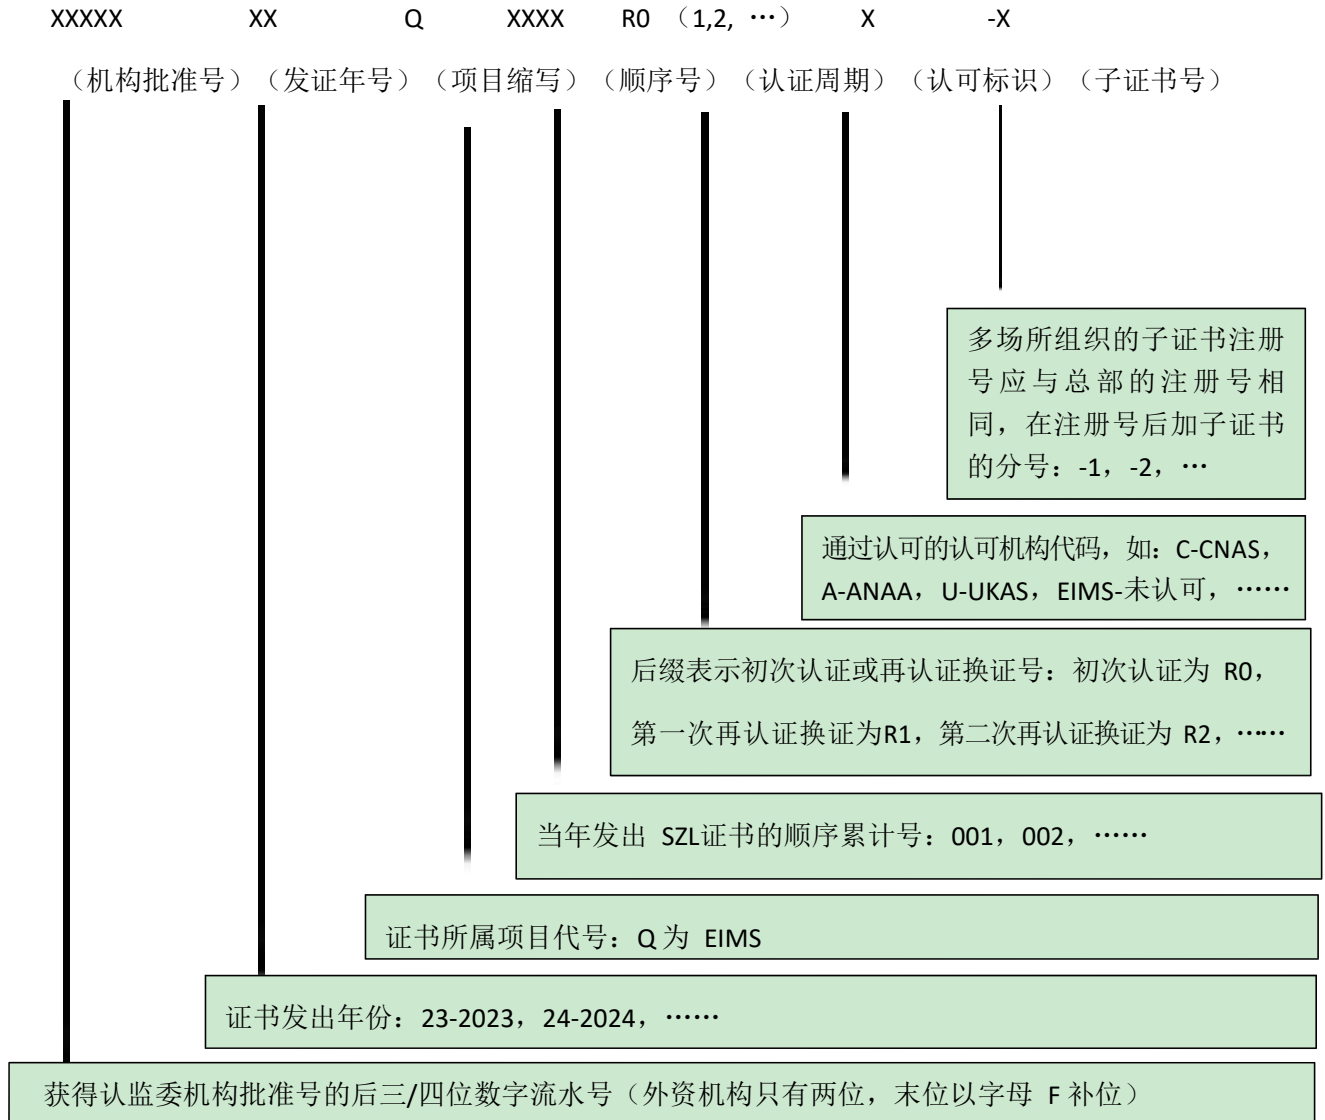 XXXXX XX Q XXXX R0 （1,2, …） X -X
（机构批准号）（发证年号）（项目缩写）（顺序号）（认证周期）（认可标识）（子证书号）
多场所组织的子证书注册
号应与总部的注册号相
同，在注册号后加子证书
的分号：-1，-2，…
通过认可的认可机构代码，如：C-CNAS，
A-ANAA，U-UKAS，EIMS-未认可，……
后缀表示初次认证或再认证换证号：初次认证为 R0，
第一次再认证换证为R1，第二次再认证换证为 R2，……
当年发出 SZL证书的顺序累计号：001，002，……
证书所属项目代号：Q 为 EIMS
证书发出年份：23-2023，24-2024，……
获得认监委机构批准号的后三/四位数字流水号（外资机构只有两位，末位以字母 F 补位）